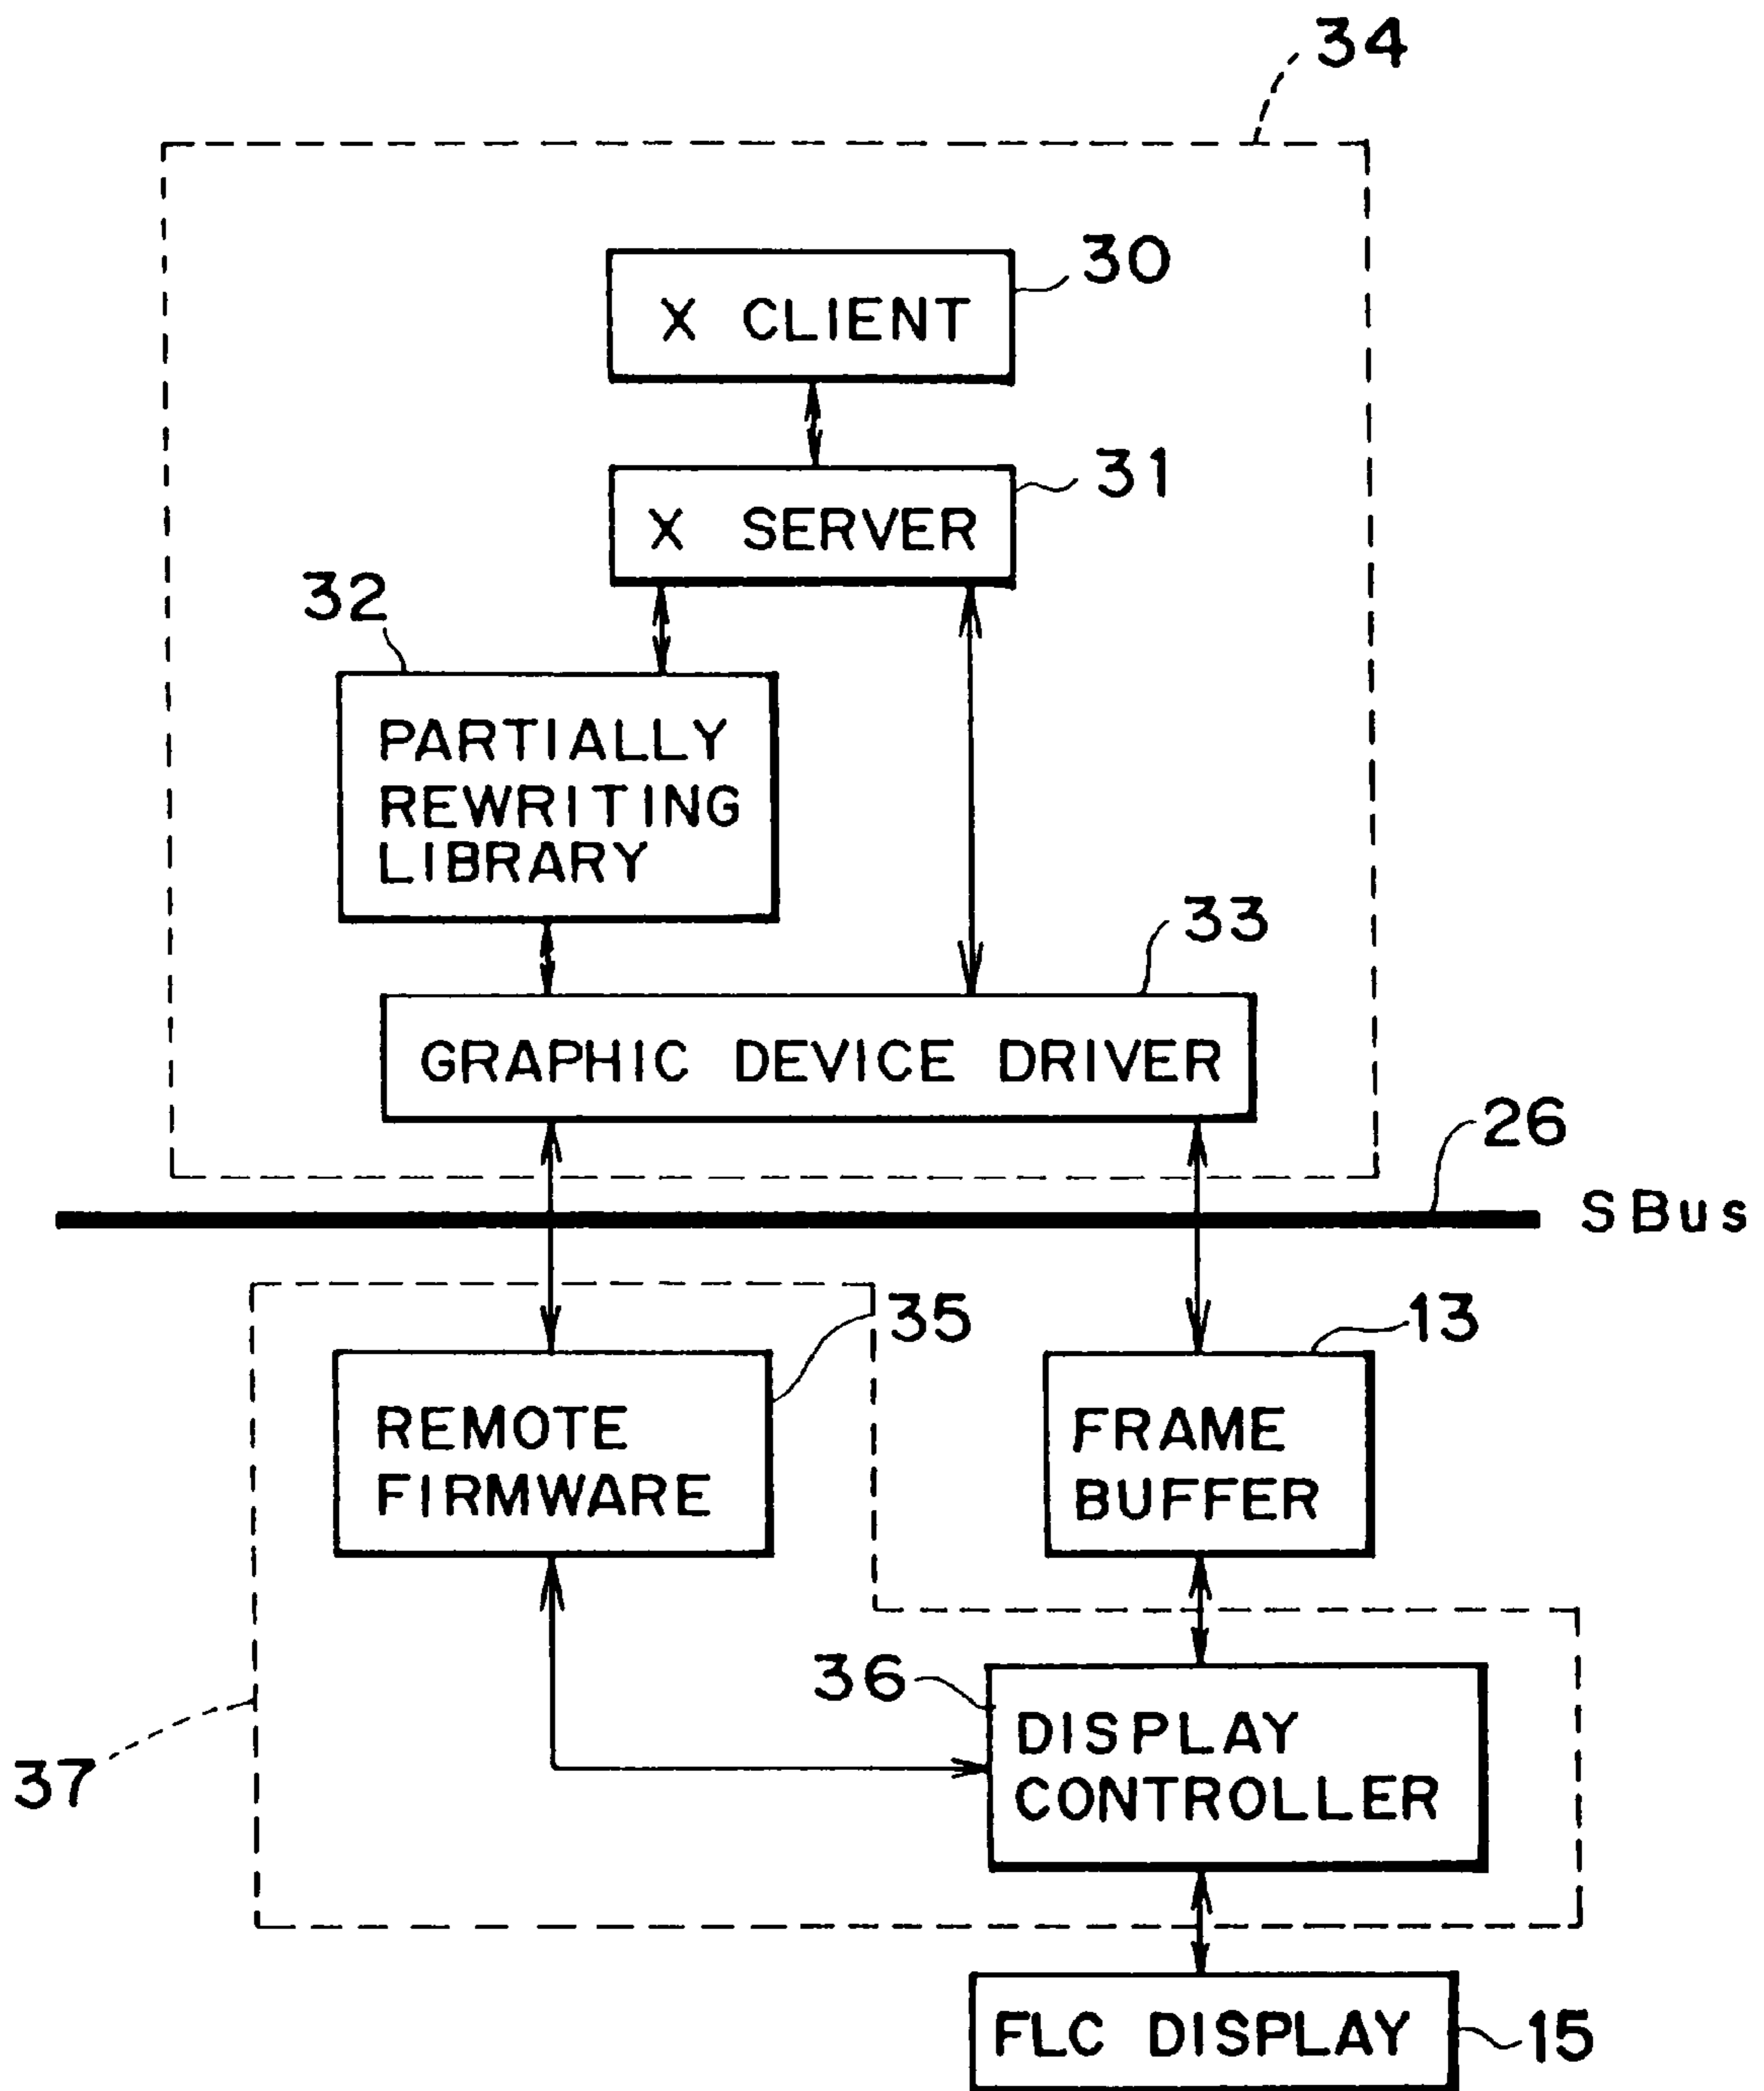 34
30
X CLIENT
31
X SERVER
32
PARTIALLY
REWRITING
LIBRARY
33
GRAPHIC DEVICE DRIVER
26
SBus
35
13
REMOTE
FIRMWARE
FRAME
BUFFER
36
DISPLAY
CONTROLLER
37
FLC DISPLAY
15